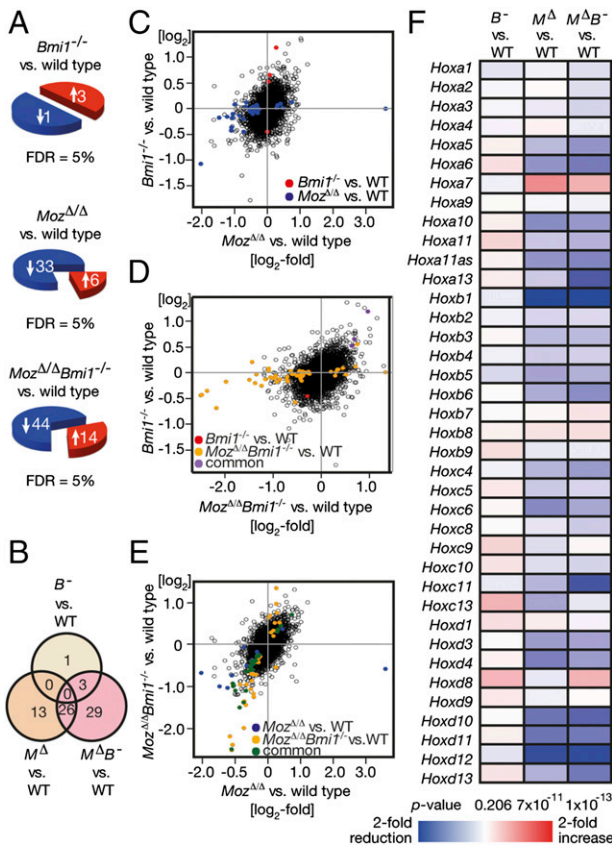 A
Bmi1-/-
vs. wild type
↑3
↓1
FDR = 5%
MozΔ/Δ
vs. wild type
↓33
↑6
FDR = 5%
MozΔ/ΔBmi1-/-
vs. wild type
↓44
↑14
FDR = 5%
B
B-
vs.
WT
1
0
0
3
13
26
29
MΔ
vs.
WT
MΔB-
vs.
WT
C
[log2]
Bmi1-/- vs. wild type
1.0
0.5
0
-0.5
-1.0
-1.5
Bmi1-/- vs. WT
MozΔ/Δ vs. WT
-2.0
-1.0
0
1.0
2.0
3.0
MozΔ/Δ vs. wild type
[log2-fold]
D
[log2]
Bmi1-/- vs. wild type
1.5
1.0
0.5
0
-0.5
-1.0
-1.5
Bmi1-/- vs. WT
MozΔ/ΔBmi1-/- vs. WT
common
-2.0
-1.0
0
1.0
MozΔ/ΔBmi1-/- vs. wild type
[log2-fold]
E
[log2]
MozΔ/ΔBmi1-/- vs. wild type
1.0
0
-1.0
-2.0
MozΔ/Δ vs. WT
MozΔ/ΔBmi1-/- vs.WT
common
-2.0
-0.5
0
1.0
2.0
3.0
MozΔ/Δ vs. wild type
[log2-fold]
F
B- vs. WT
MΔ vs. WT
MΔB- vs. WT
Hoxa1
Hoxa2
Hoxa3
Hoxa4
Hoxa5
Hoxa6
Hoxa7
Hoxa9
Hoxa10
Hoxa11
Hoxa11as
Hoxa13
Hoxb1
Hoxb2
Hoxb3
Hoxb4
Hoxb5
Hoxb6
Hoxb7
Hoxb8
Hoxb9
Hoxc4
Hoxc5
Hoxc6
Hoxc8
Hoxc9
Hoxc10
Hoxc11
Hoxc13
Hoxd1
Hoxd3
Hoxd4
Hoxd8
Hoxd9
Hoxd10
Hoxd11
Hoxd12
Hoxd13
p-value 0.206 7x10-11 1x10-13
2-fold reduction
2-fold increase